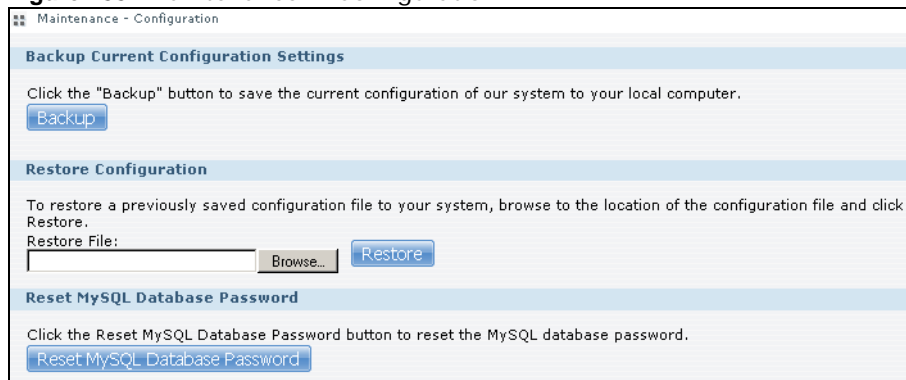 Maintenance - Configuration
Backup Current Configuration Settings
Click the "Backup" button to save the current configuration of our system to your local computer.
Backup
Restore Configuration
To restore a previously saved configuration file to your system, browse to the location of the configuration file and click
Restore.
Restore File:
Browse... Restore
Reset MySQL Database Password
Click the Reset MySQL Database Password button to reset the MySQL database password.
Reset MySQL Database Password